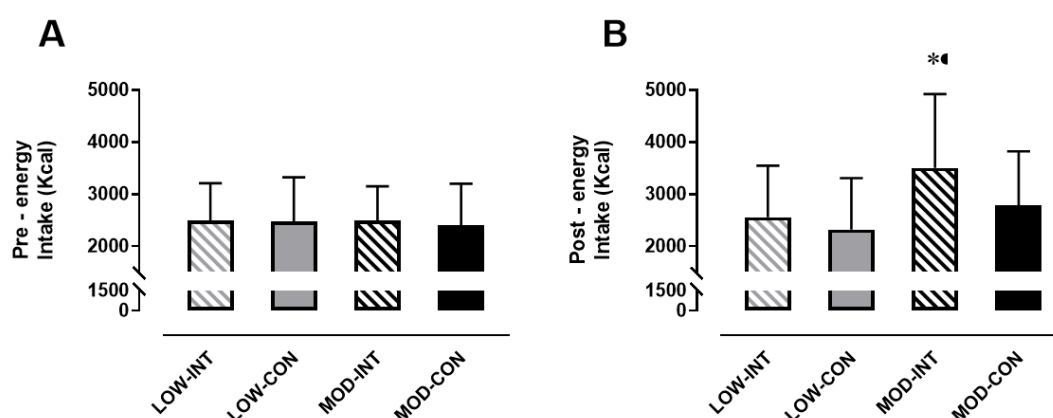 A
Pre - energy
Intake (Kcal)
5000
4000
3000
2000
1500
0
LOW-INT
LOW-CON
MOD-INT
MOD-CON
B
*◖
Post - energy
Intake (Kcal)
5000
4000
3000
2000
1500
0
LOW-INT
LOW-CON
MOD-INT
MOD-CON